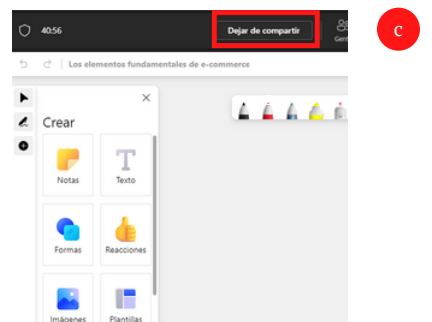 40:56
Dejar de compartir
C
Los elementos fundamentales de e-commerce
Crear
Notas
Texto
Formas
Reacciones
Imágenes
Plantillas